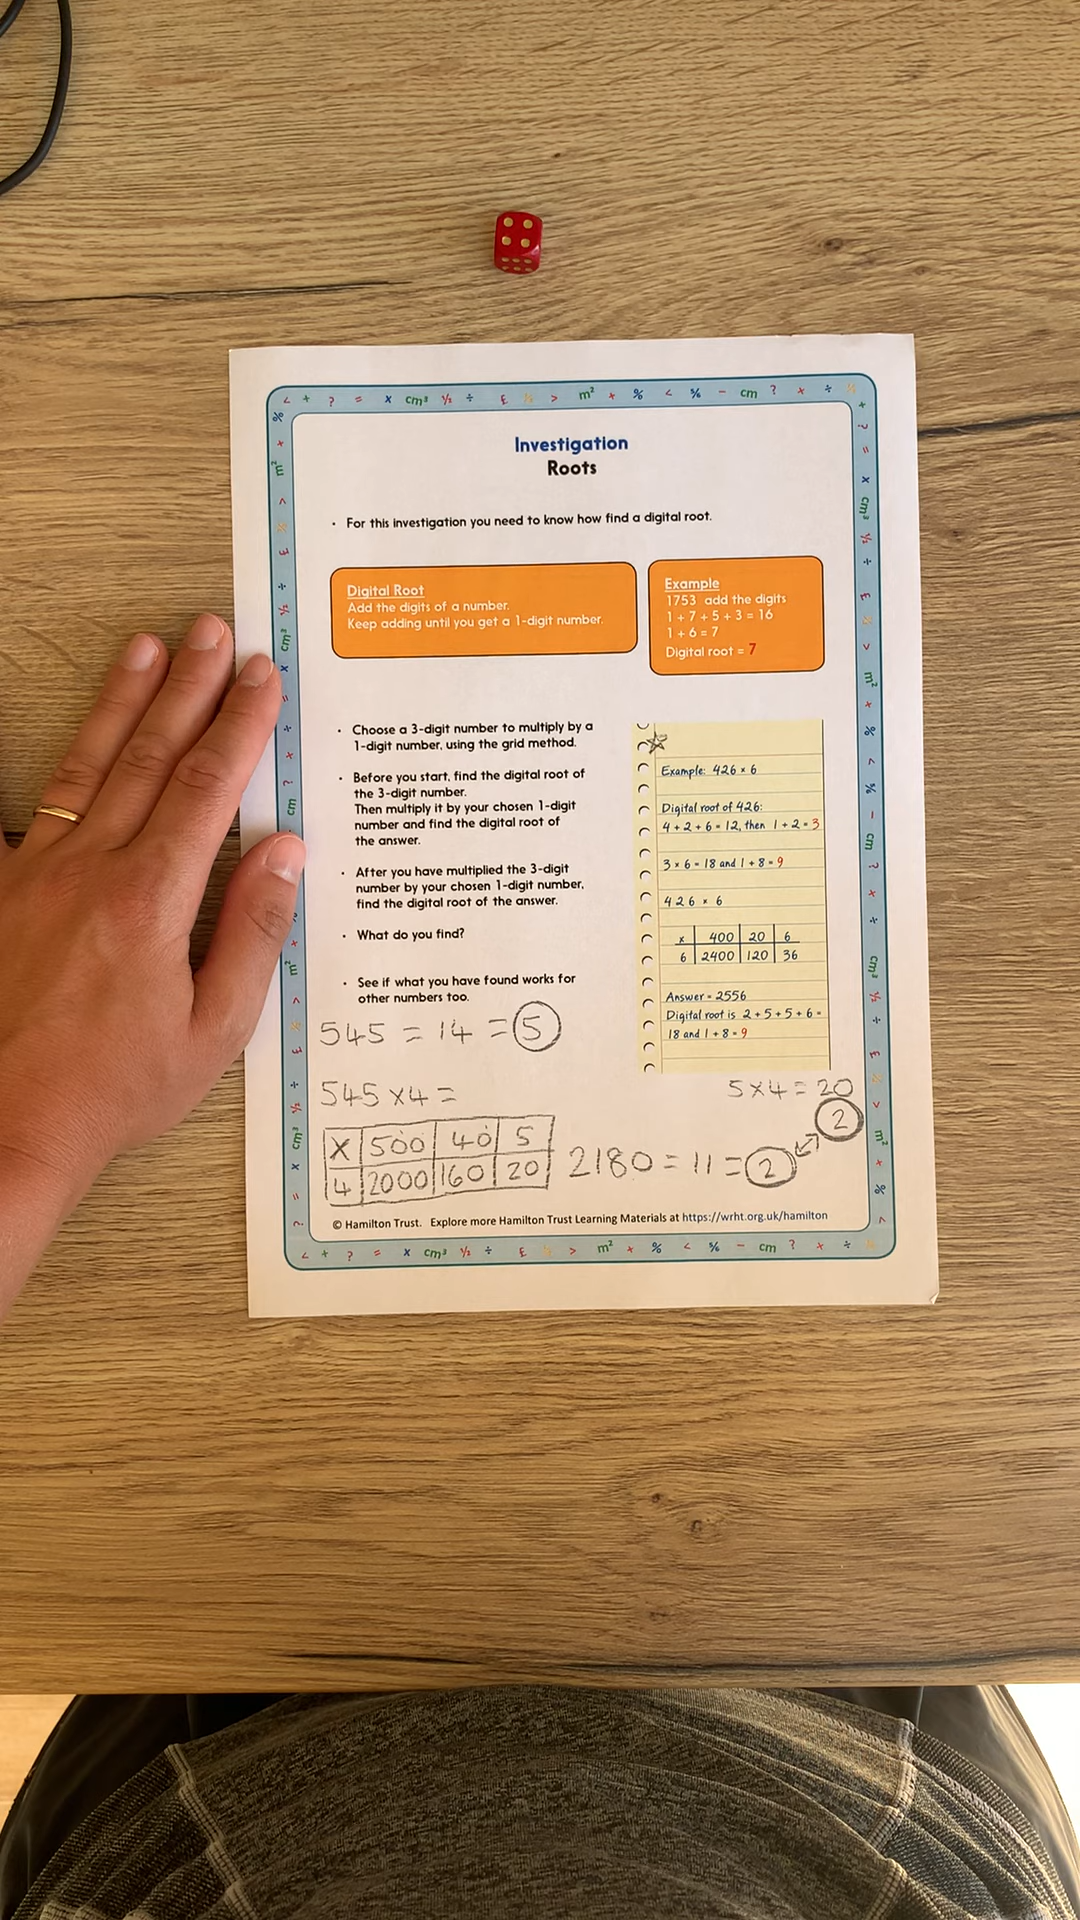 Investigation
Roots
• For this investigation you need to know how find a digital root.
Digital Root
Add the digits of a number.
Keep adding until you get a 1-digit number.
Example
1753 add the digits
1 + 7 + 5 + 3 = 16
1 + 6 = 7
Digital root = 7
• Choose a 3-digit number to multiply by a
1-digit number, using the grid method.
• Before you start, find the digital root of
the 3-digit number.
Then multiply it by your chosen 1-digit
number and find the digital root of
the answer.
• After you have multiplied the 3-digit
number by your chosen 1-digit number,
find the digital root of the answer.
• What do you find?
• See if what you have found works for
other numbers too.
Example: 426 × 6
Digital root of 426:
4 + 2 + 6 = 12, then 1 + 2 = 3
3 × 6 = 18 and 1 + 8 = 9
426 × 6
× 400 20 6
6 2400 120 36
Answer = 2556
Digital root is 2 + 5 + 5 + 6 =
18 and 1 + 8 = 9
545 = 14 = 5
545 × 4 =
5 × 4 = 20
2
X 500 40 5
4 2000 160 20
2180 = 11 = 2
© Hamilton Trust. Explore more Hamilton Trust Learning Materials at https://wrht.org.uk/hamilton